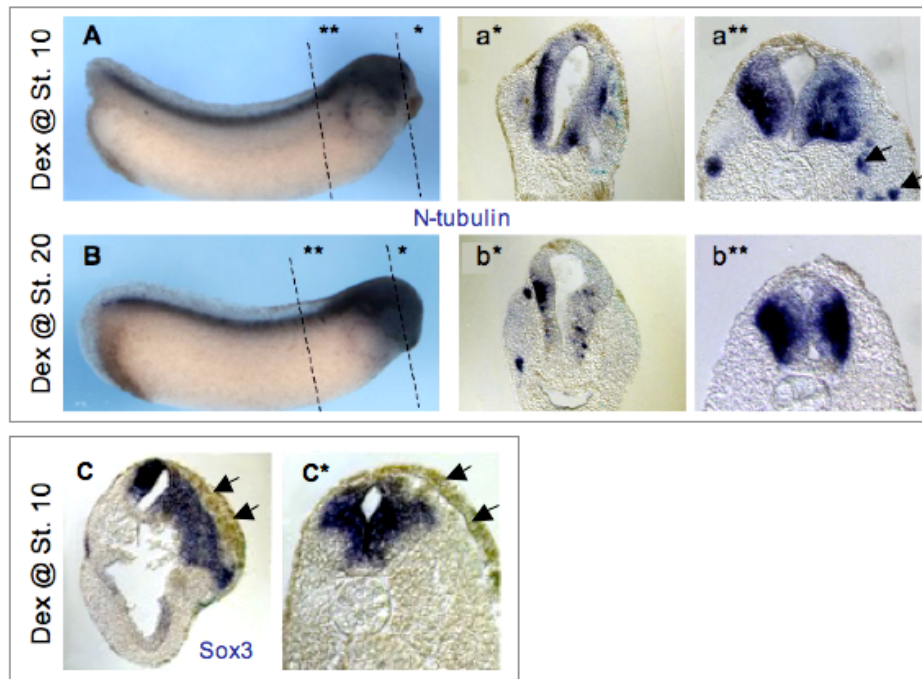 Dex @ St. 10
A
**
*
a*
a**
N-tubulin
Dex @ St. 20
B
**
*
b*
b**
Dex @ St. 10
C
C*
Sox3